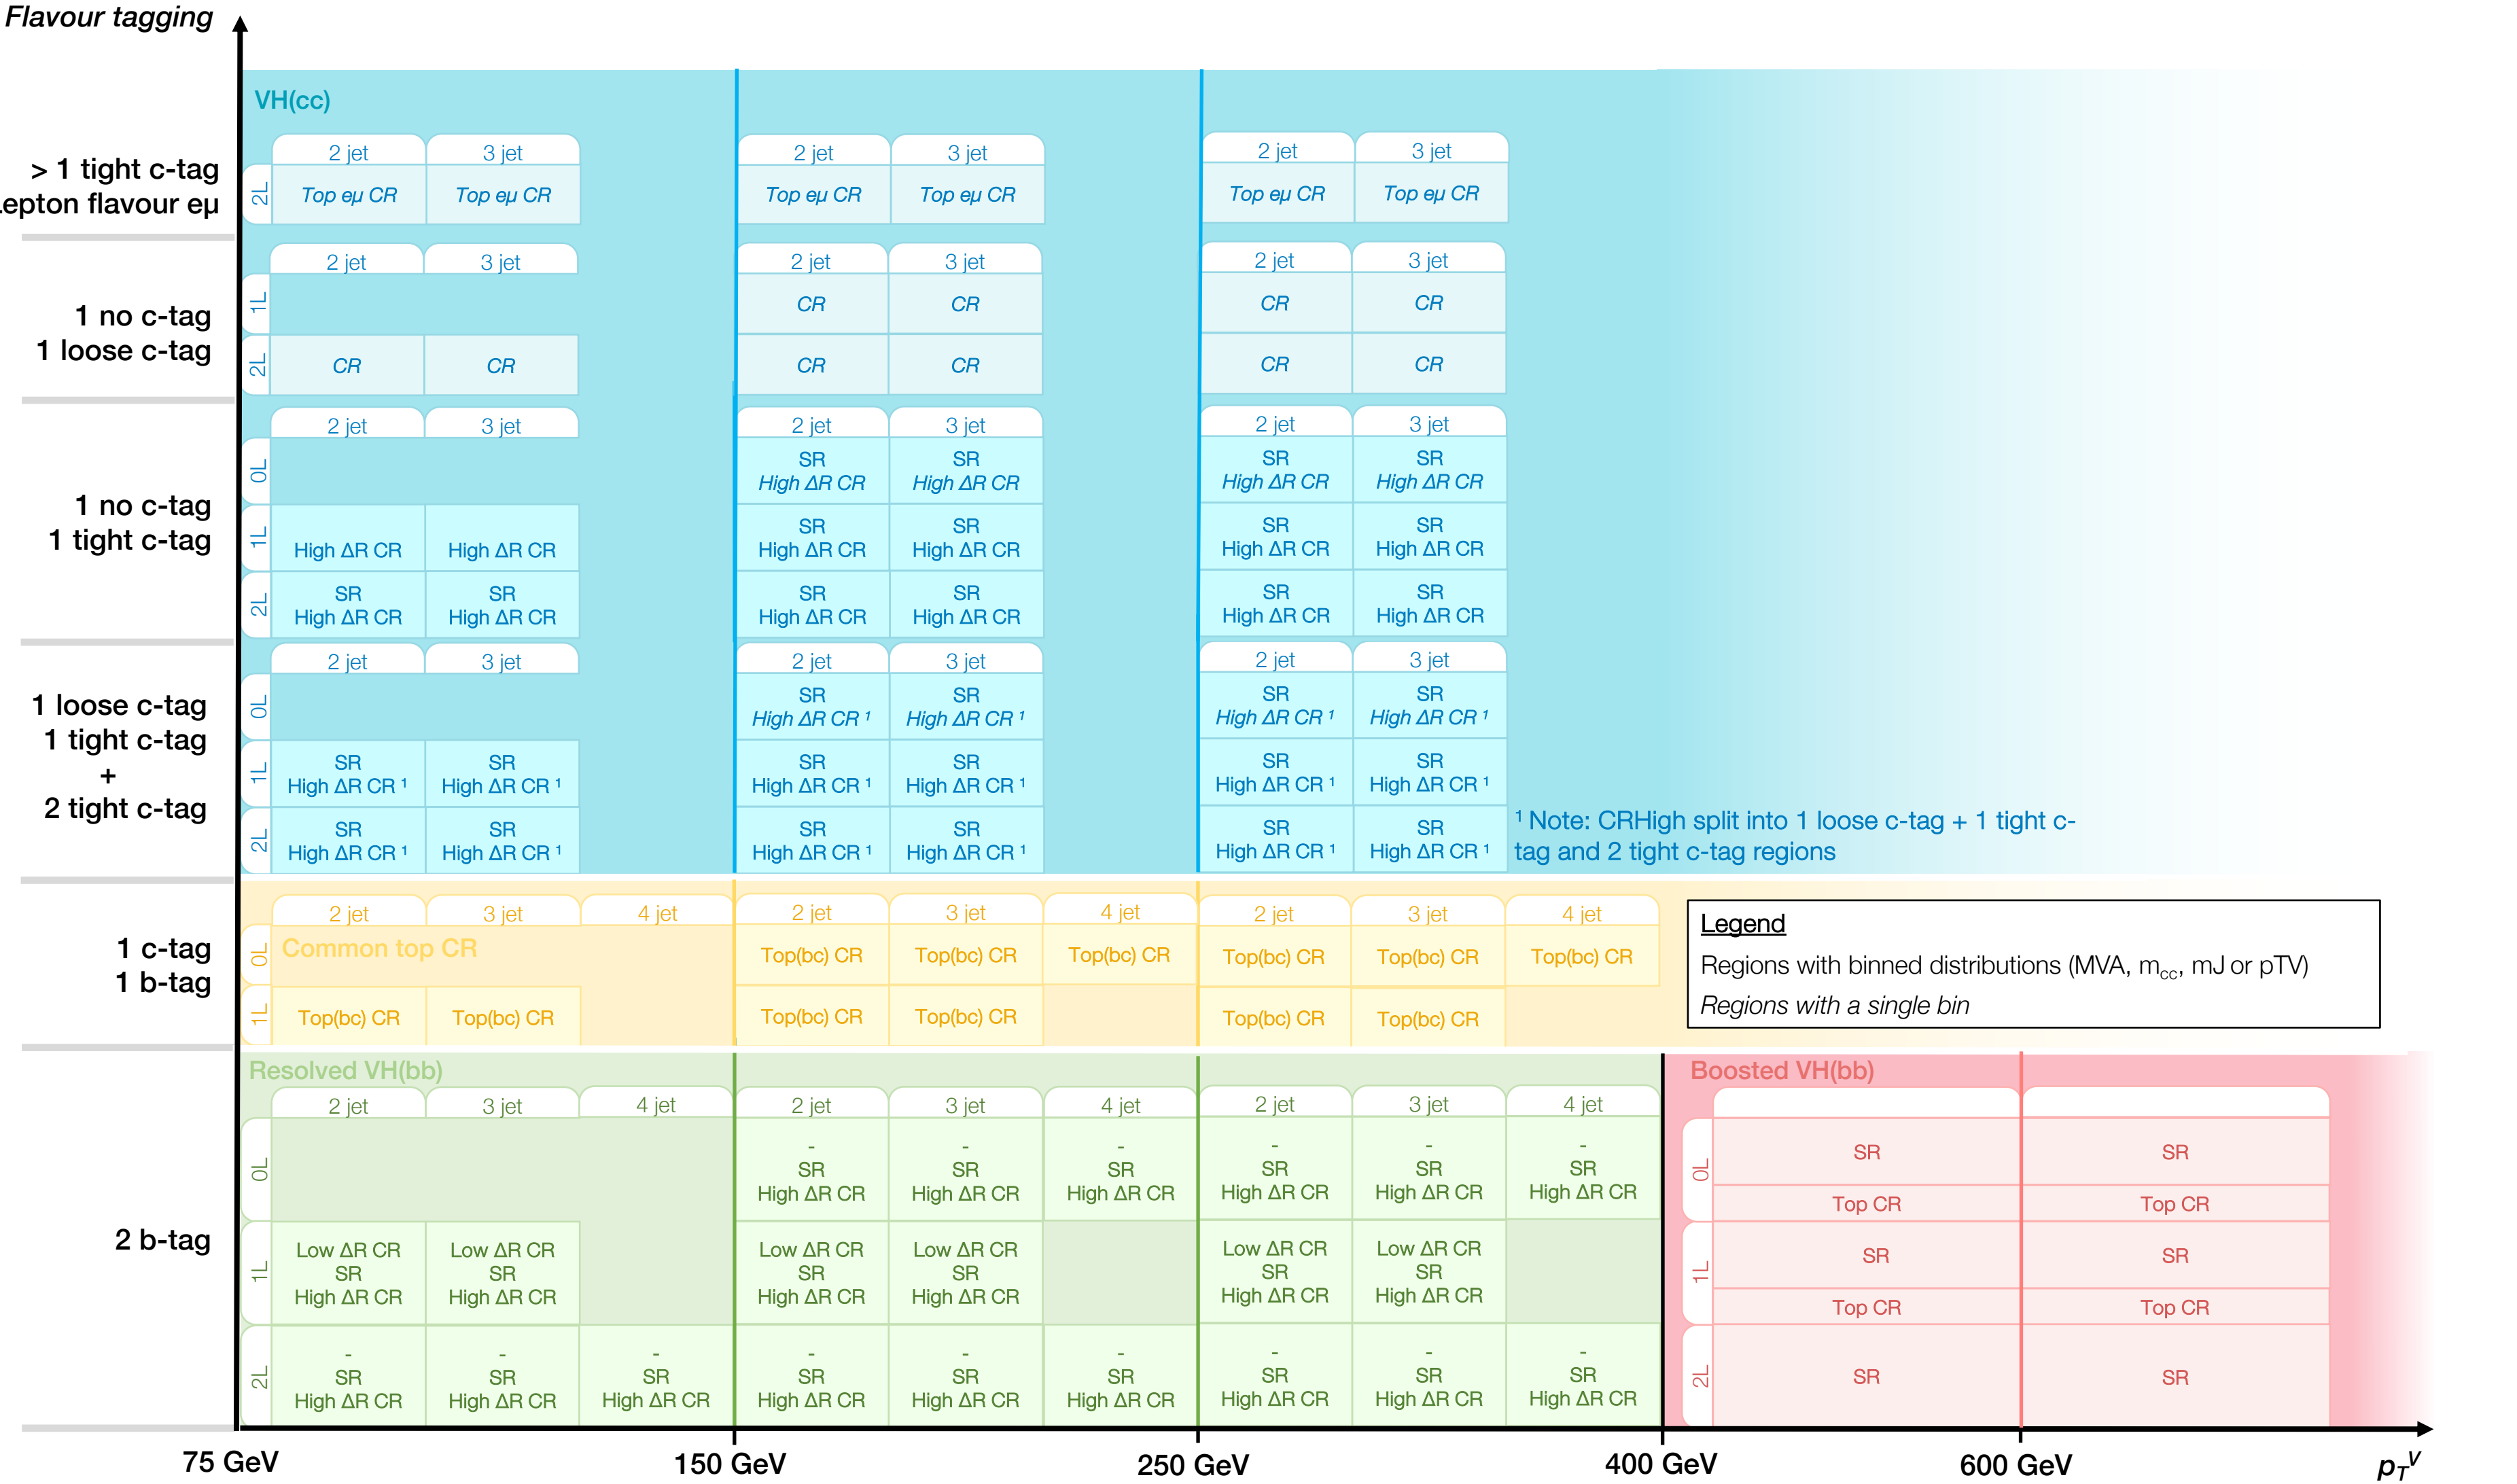 Flavour tagging
VH(cc)
> 1 tight c-tag
epton flavour eμ
2 jet 3 jet 2 jet 3 jet 2 jet 3 jet
2L Top eμ CR Top eμ CR Top eμ CR Top eμ CR Top eμ CR Top eμ CR
1 no c-tag
1 loose c-tag
2 jet 3 jet 2 jet 3 jet 2 jet 3 jet
1L CR CR CR CR
2L CR CR CR CR CR CR
1 no c-tag
1 tight c-tag
2 jet 3 jet 2 jet 3 jet 2 jet 3 jet
0L SR SR SR SR
High ΔR CR High ΔR CR High ΔR CR High ΔR CR
1L SR SR SR SR
High ΔR CR High ΔR CR High ΔR CR High ΔR CR High ΔR CR High ΔR CR
2L SR SR SR SR SR SR
High ΔR CR High ΔR CR High ΔR CR High ΔR CR High ΔR CR High ΔR CR
1 loose c-tag
1 tight c-tag
+
2 tight c-tag
2 jet 3 jet 2 jet 3 jet 2 jet 3 jet
0L SR SR SR SR
High ΔR CR ¹ High ΔR CR ¹ High ΔR CR ¹ High ΔR CR ¹
1L SR SR SR SR SR SR
High ΔR CR ¹ High ΔR CR ¹ High ΔR CR ¹ High ΔR CR ¹ High ΔR CR ¹ High ΔR CR ¹
2L SR SR SR SR SR SR
High ΔR CR ¹ High ΔR CR ¹ High ΔR CR ¹ High ΔR CR ¹ High ΔR CR ¹ High ΔR CR ¹
¹ Note: CRHigh split into 1 loose c-tag + 1 tight c-
tag and 2 tight c-tag regions
1 c-tag
1 b-tag
2 jet 3 jet 4 jet 2 jet 3 jet 4 jet 2 jet 3 jet 4 jet
0L Common top CR Top(bc) CR Top(bc) CR Top(bc) CR Top(bc) CR Top(bc) CR Top(bc) CR
1L Top(bc) CR Top(bc) CR Top(bc) CR Top(bc) CR Top(bc) CR Top(bc) CR
Legend
Regions with binned distributions (MVA, mcc, mJ or pTV)
Regions with a single bin
2 b-tag
Resolved VH(bb)
2 jet 3 jet 4 jet 2 jet 3 jet 4 jet 2 jet 3 jet 4 jet
0L - - - - - -
SR SR SR SR SR SR
High ΔR CR High ΔR CR High ΔR CR High ΔR CR High ΔR CR High ΔR CR
1L Low ΔR CR Low ΔR CR Low ΔR CR Low ΔR CR Low ΔR CR Low ΔR CR
SR SR SR SR SR SR
High ΔR CR High ΔR CR High ΔR CR High ΔR CR High ΔR CR High ΔR CR
2L - - - - - - - - -
SR SR SR SR SR SR SR SR SR
High ΔR CR High ΔR CR High ΔR CR High ΔR CR High ΔR CR High ΔR CR High ΔR CR High ΔR CR High ΔR CR
Boosted VH(bb)
0L SR SR
Top CR Top CR
1L SR SR
Top CR Top CR
2L SR SR
75 GeV 150 GeV 250 GeV 400 GeV 600 GeV pTV